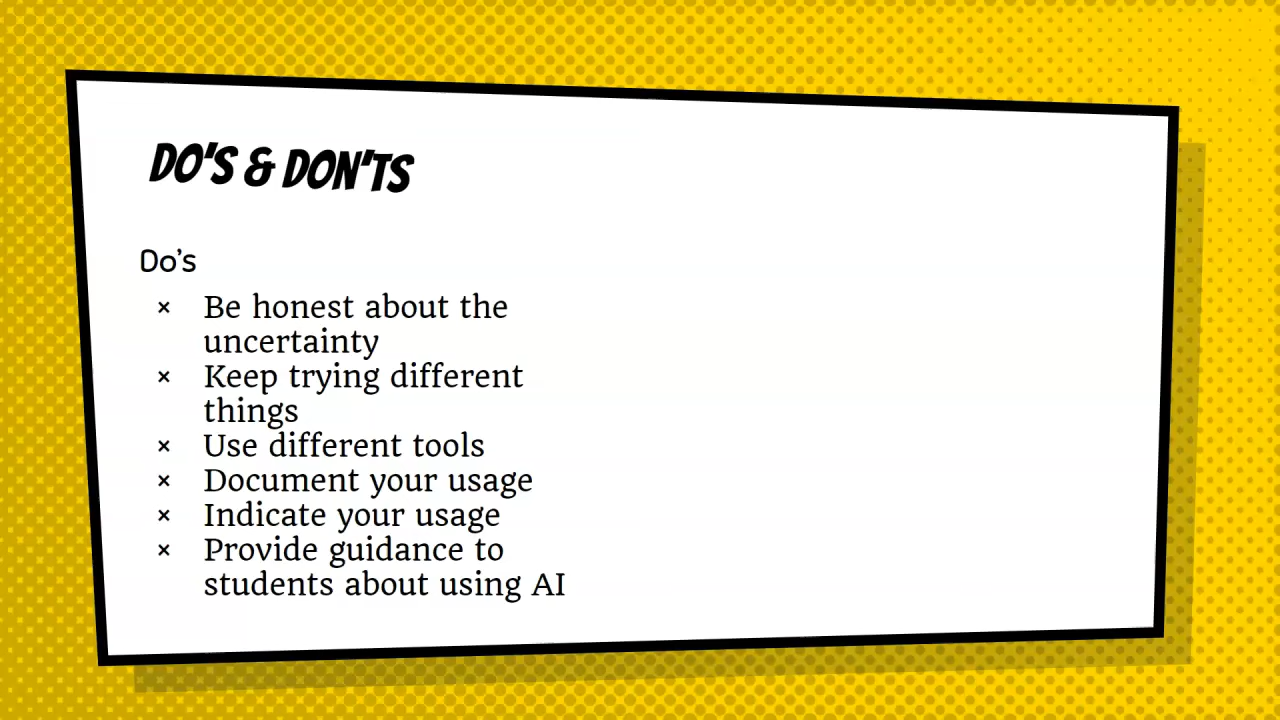 DO'S & DON'TS
Do's
× Be honest about the
uncertainty
× Keep trying different
things
× Use different tools
× Document your usage
× Indicate your usage
× Provide guidance to
students about using AI